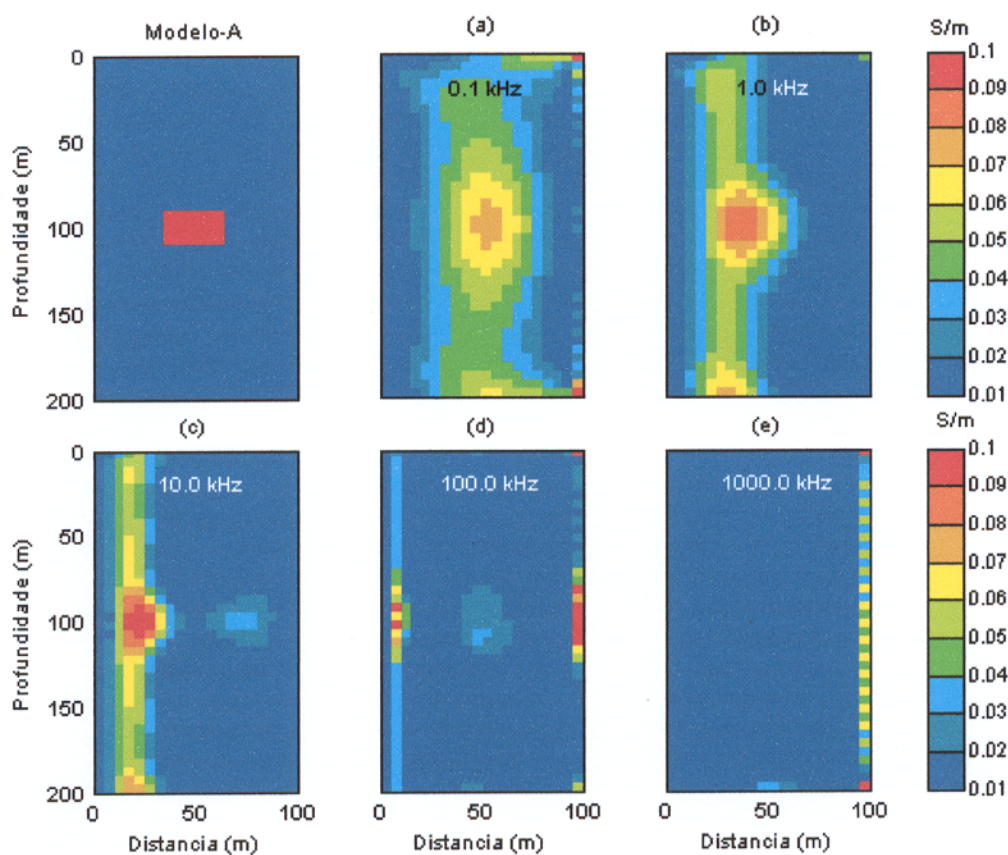 Modelo-A
(a)
(b)
S/m
0
50
100
150
200
Profundidade (m)
0.1 kHz
1.0 kHz
0.1
0.09
0.08
0.07
0.06
0.05
0.04
0.03
0.02
0.01
(c)
(d)
(e)
S/m
0
50
100
150
200
Profundidade (m)
10.0 kHz
100.0 kHz
1000.0 kHz
0.1
0.09
0.08
0.07
0.06
0.05
0.04
0.03
0.02
0.01
0 50 100
0 50 100
0 50 100
Distancia (m)
Distancia (m)
Distancia (m)